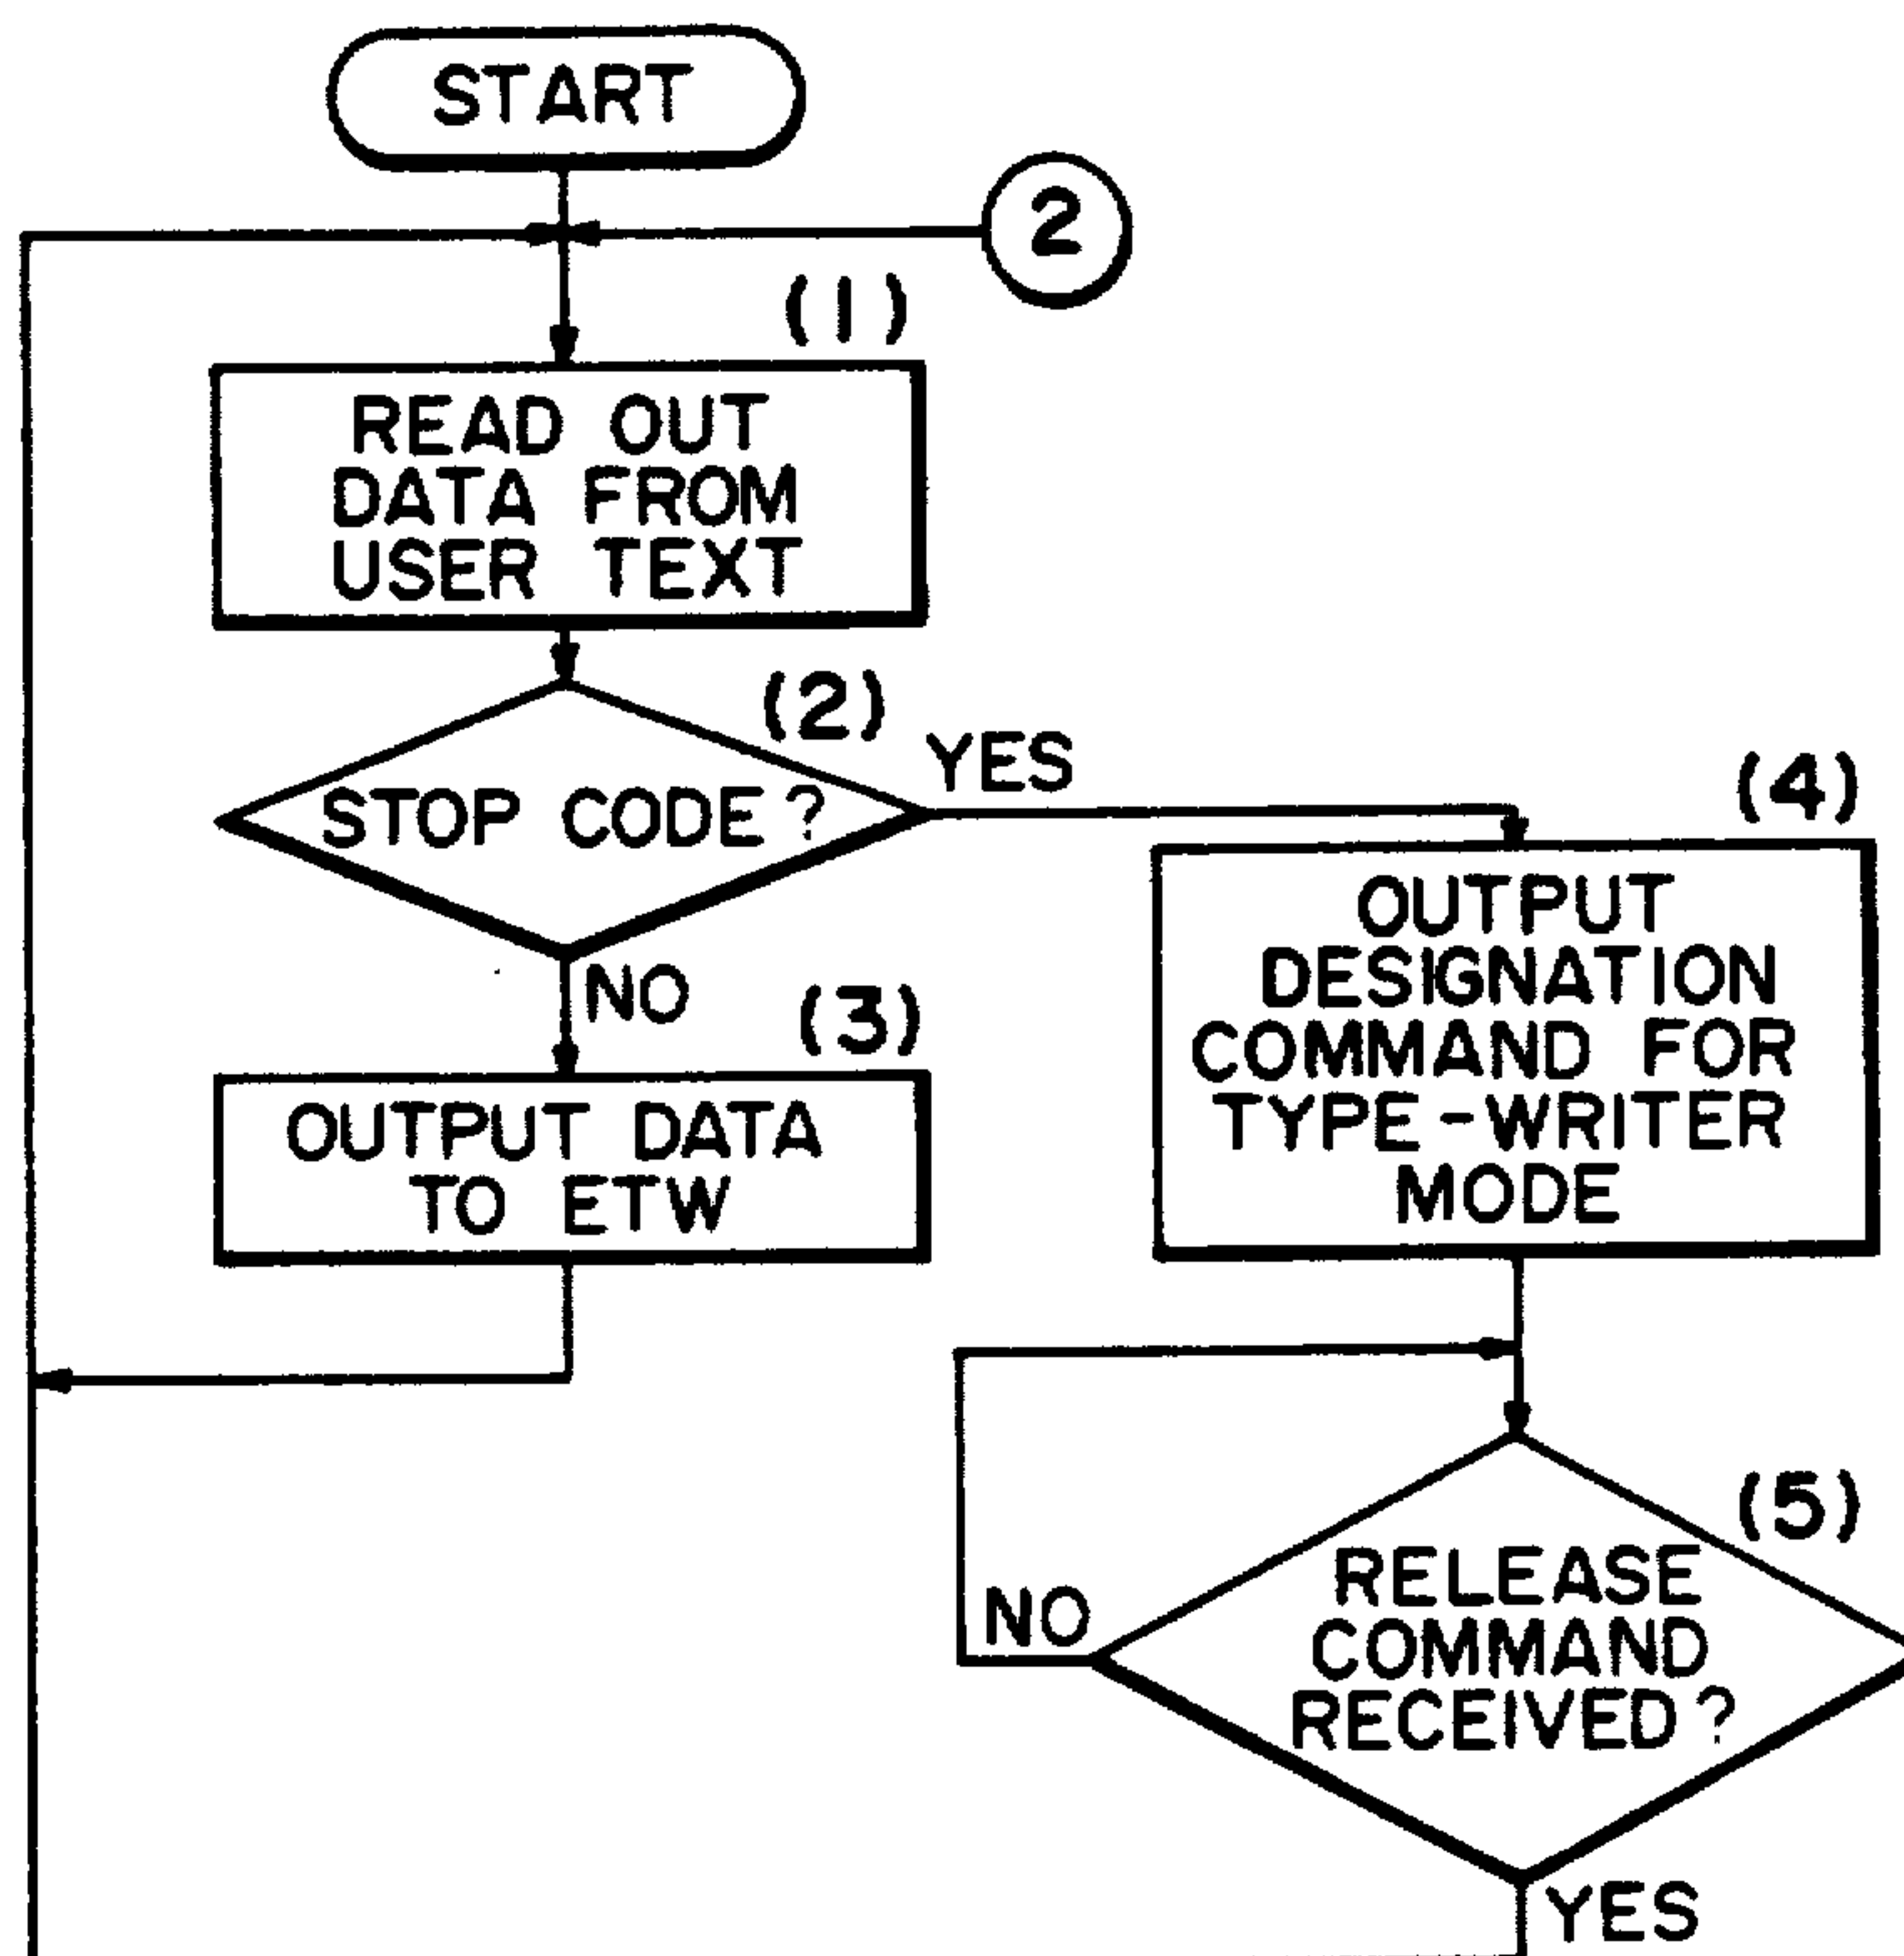 START
2
(1)
READ OUT
DATA FROM
USER TEXT
(2)
STOP CODE?
YES
NO
(3)
OUTPUT DATA
TO ETW
(4)
OUTPUT
DESIGNATION
COMMAND FOR
TYPE-WRITER
MODE
(5)
RELEASE
COMMAND
RECEIVED?
NO
YES